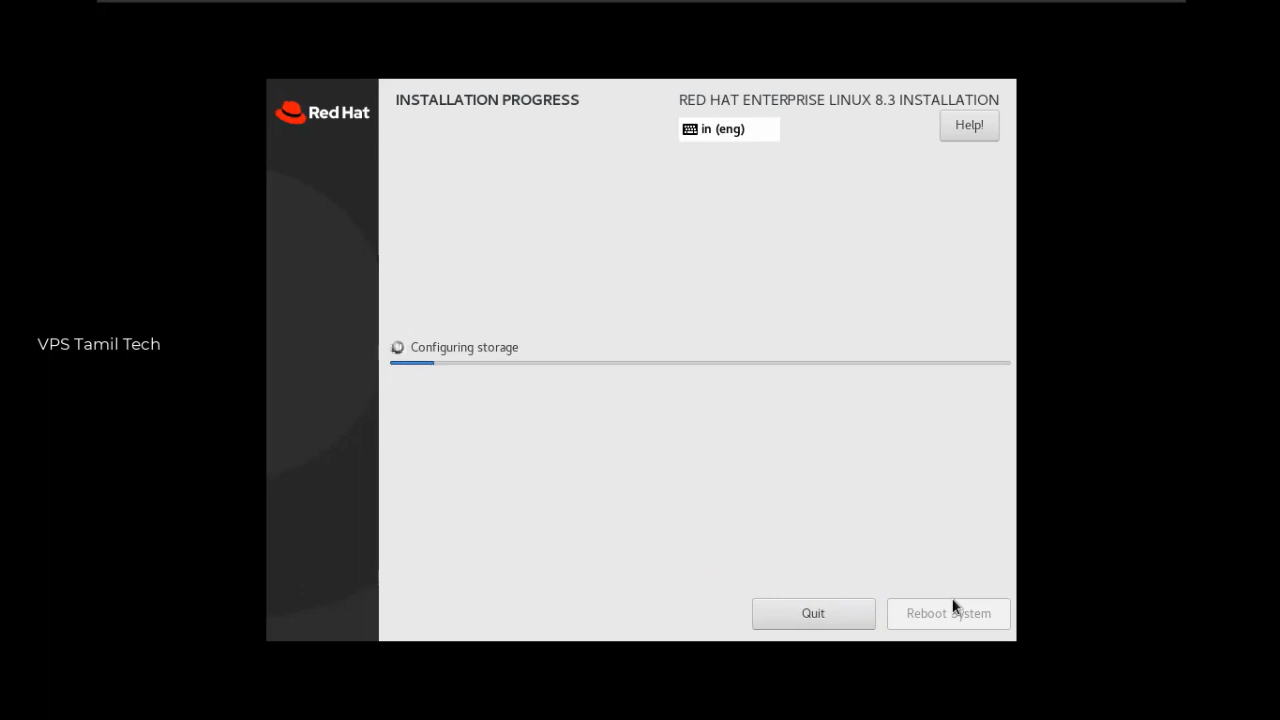 Red Hat
INSTALLATION PROGRESS
RED HAT ENTERPRISE LINUX 8.3 INSTALLATION
in (eng)
Help!
VPS Tamil Tech
Configuring storage
Quit
Reboot System